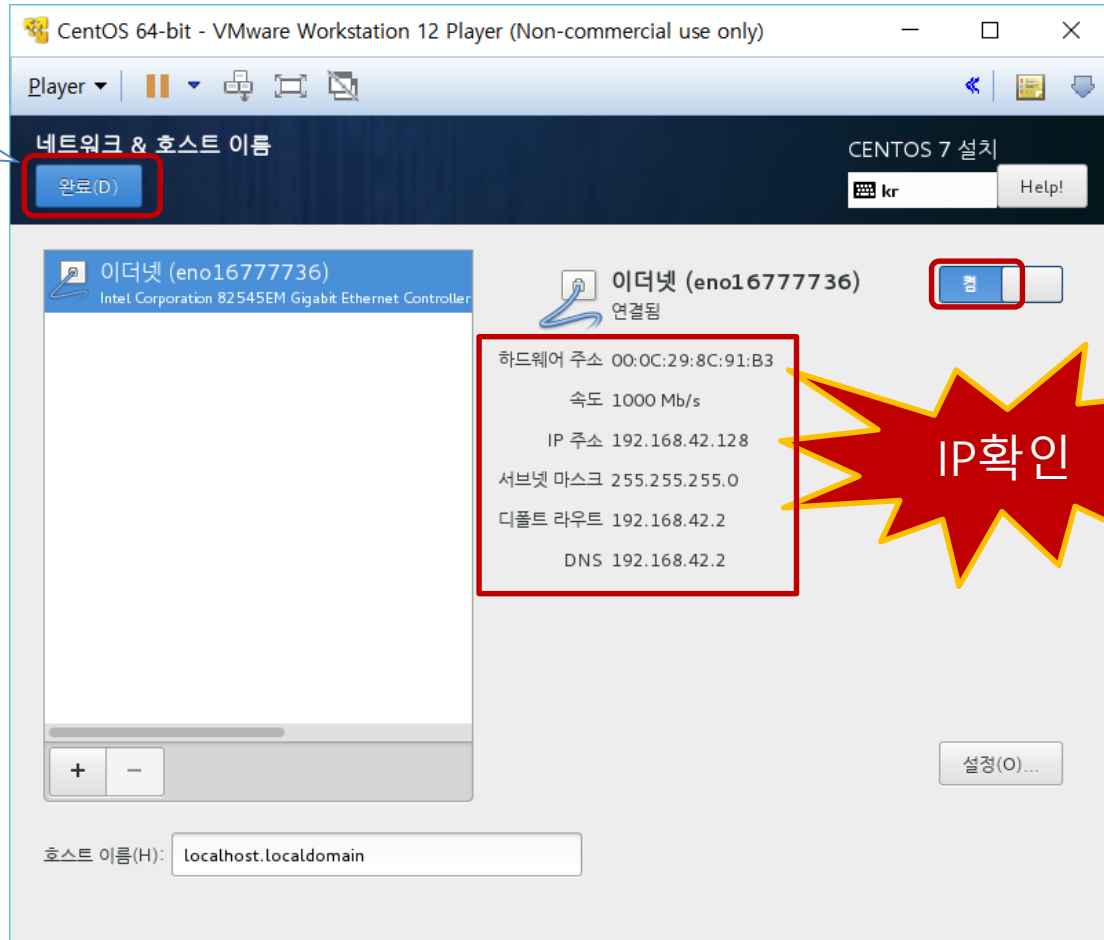 CentOS 64-bit - VMware Workstation 12 Player (Non-commercial use only)
Player
네트워크 & 호스트 이름
CENTOS 7 설치
완료(D)
kr
Help!
이더넷 (eno16777736)
Intel Corporation 82545EM Gigabit Ethernet Controller
이더넷 (eno16777736)
연결됨
켬
하드웨어 주소 00:0C:29:8C:91:B3
속도 1000 Mb/s
IP 주소 192.168.42.128
서브넷 마스크 255.255.255.0
디폴트 라우트 192.168.42.2
DNS 192.168.42.2
IP확인
+ −
설정(O)...
호스트 이름(H): localhost.localdomain